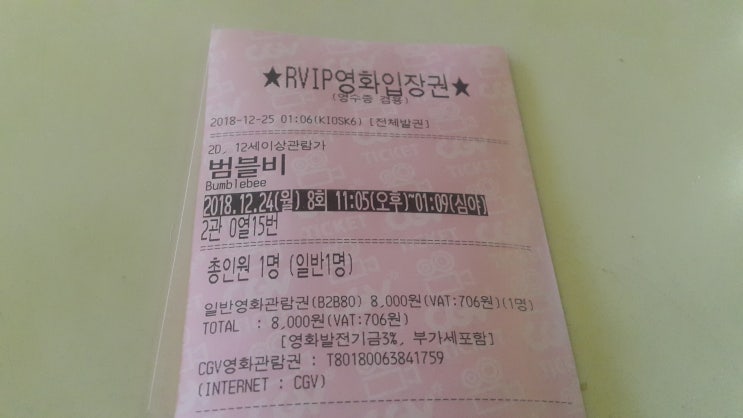 ★RVIP영화입장권★
(영수증 겸용)
2018-12-25 01:06(KIOSK6) [전체발권]
2D, 12세이상관람가
범블비
Bumblebee
2018.12.24(월) 8회 11:05(오후)~01:09(심야)
2관 O열15번
총인원 1명 (일반1명)
일반영화관람권(B2B80) 8,000원(VAT:706원)(1명)
TOTAL : 8,000원(VAT:706원)
[영화발전기금3%, 부가세포함]
CGV영화관람권 : T80180063841759
(INTERNET : CGV)